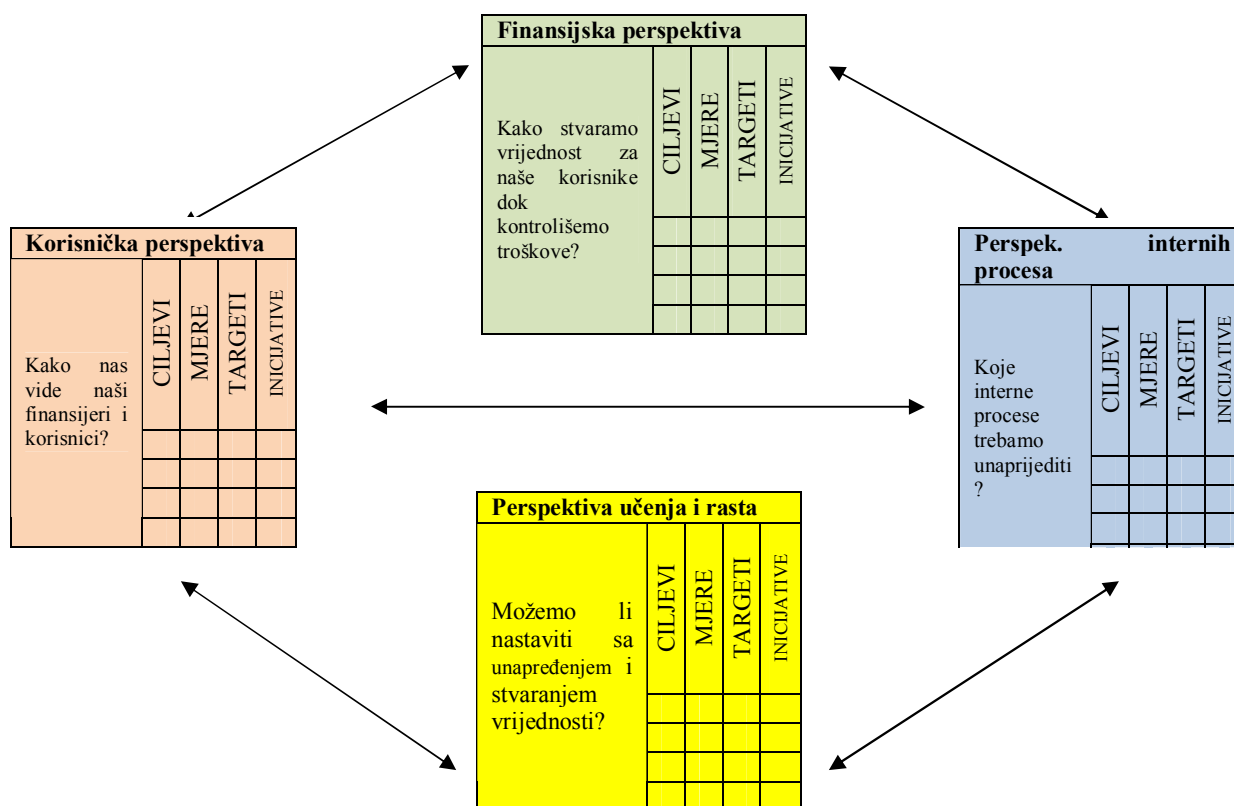 Finansijska perspektiva
Kako stvaramo
vrijednost za
naše korisnike
dok
kontrolišemo
troškove?
CILJEVI
MJERE
TARGETI
INICIJATIVE
Korisnička perspektiva
Kako nas
vide naši
finansijeri i
korisnici?
CILJEVI
MJERE
TARGETI
INICIJATIVE
Perspek. internih
procesa
Koje
interne
procese
trebamo
unaprijediti
?
CILJEVI
MJERE
TARGETI
INICIJATIVE
Perspektiva učenja i rasta
Možemo li
nastaviti sa
unapređenjem i
stvaranjem
vrijednosti?
CILJEVI
MJERE
TARGETI
INICIJATIVE